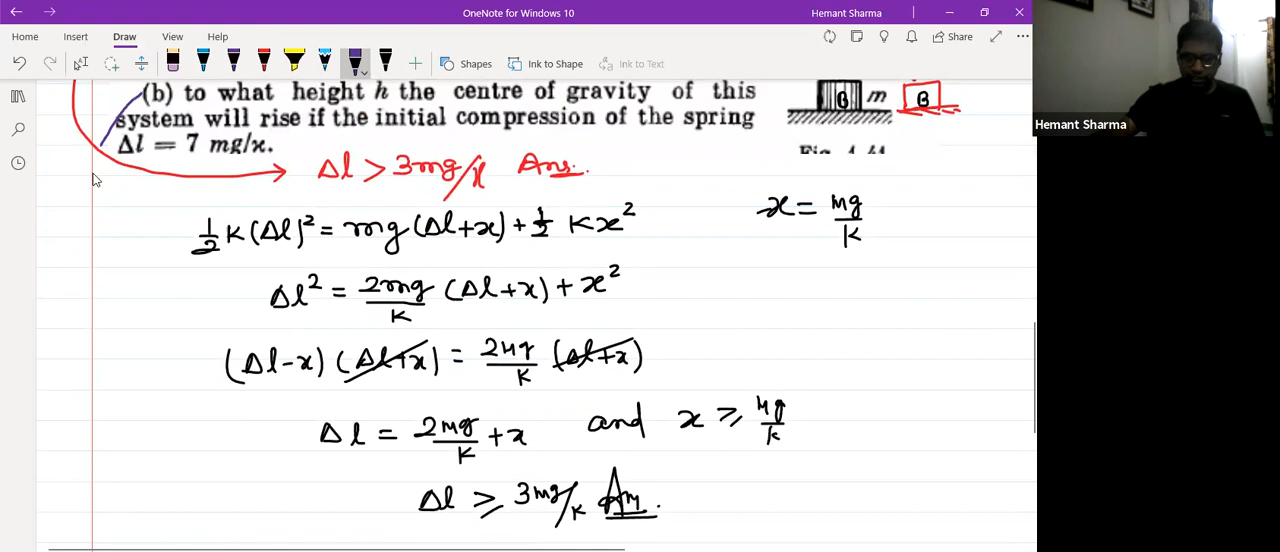 OneNote for Windows 10
Hemant Sharma
Home Insert Draw View Help
Share
Shapes Ink to Shape Ink to Text
(b) to what height h the centre of gravity of this
system will rise if the initial compression of the spring
Δl = 7 mg/ϰ.
B m B
Δl > 3mg/ϰ Ans.
½ K(Δl)² = mg(Δl+x) + ½ Kx²
x = mg/K
Δl² = 2mg/K (Δl+x) + x²
(Δl-x)(Δl+x) = 2mg/K (Δl+x)
Δl = 2mg/K + x and x ≥ mg/K
Δl ≥ 3mg/K Ans.
Hemant Sharma